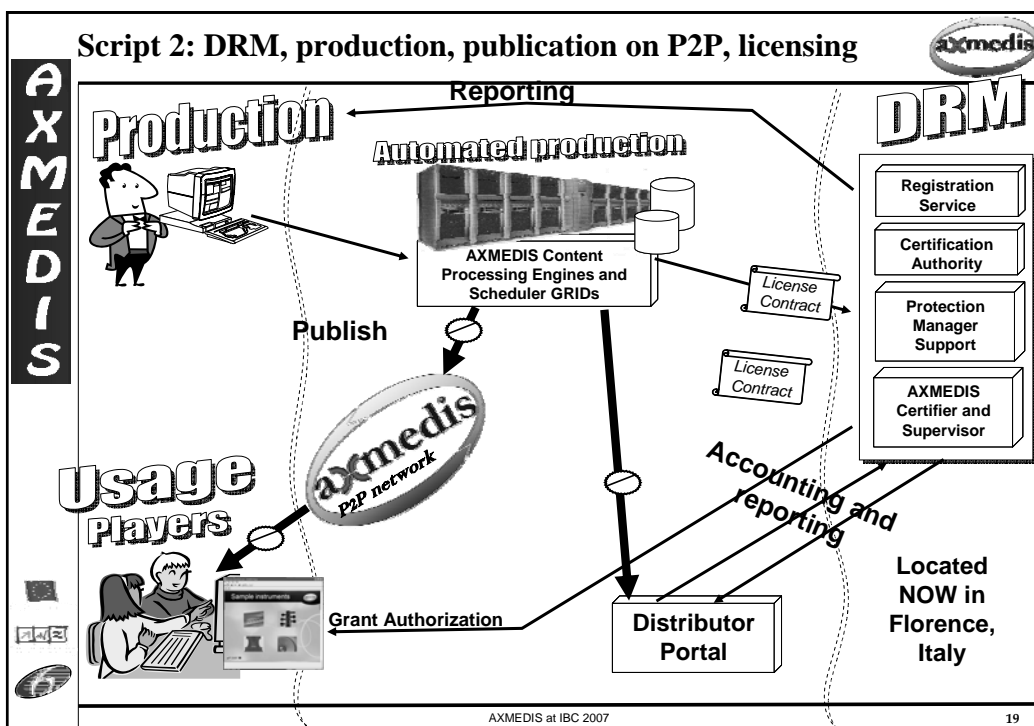 Script 2: DRM, production, publication on P2P, licensing
axmedis
AXMEDIS
Production
Reporting
DRM
Automated production
Registration
Service
Certification
Authority
Protection
Manager
Support
AXMEDIS
Certifier and
Supervisor
AXMEDIS Content
Processing Engines and
Scheduler GRIDs
License
Contract
License
Contract
Publish
axmedis
P2P network
Usage
Players
Sample instruments
Accounting and
reporting
Grant Authorization
Distributor
Portal
Located
NOW in
Florence,
Italy
AXMEDIS at IBC 2007
19